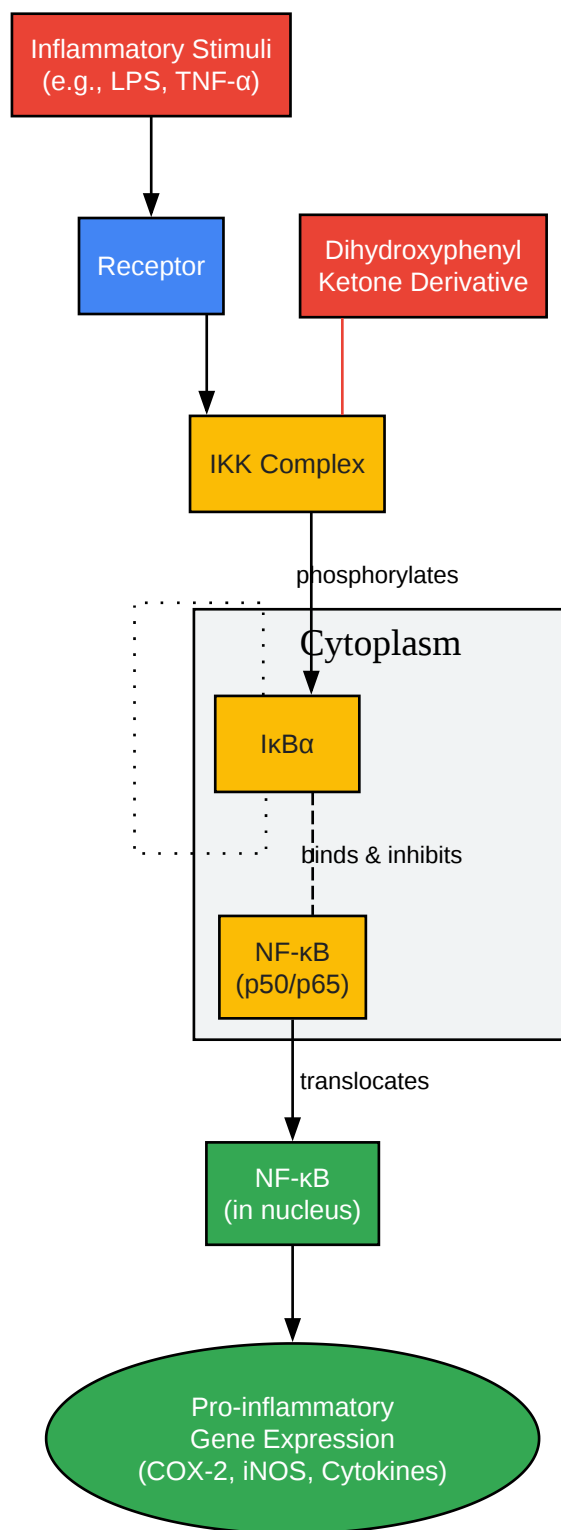 Inflammatory Stimuli
(e.g., LPS, TNF-α)
Receptor
Dihydroxyphenyl
Ketone Derivative
IKK Complex
phosphorylates
Cytoplasm
IκBα
binds & inhibits
NF-κB
(p50/p65)
translocates
NF-κB
(in nucleus)
Pro-inflammatory
Gene Expression
(COX-2, iNOS, Cytokines)